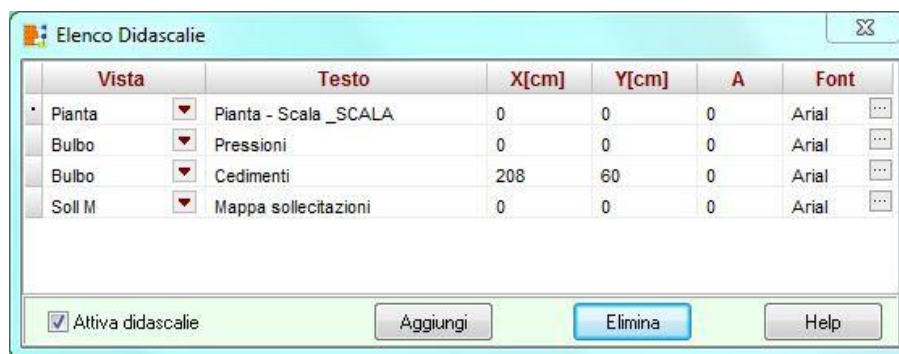 Elenco Didascalie
Vista Testo X[cm] Y[cm] A Font
Pianta Pianta - Scala _SCALA 0 0 0 Arial ...
Bulbo Pressioni 0 0 0 Arial ...
Bulbo Cedimenti 208 60 0 Arial ...
Soll M Mappa sollecitazioni 0 0 0 Arial ...
Attiva didascalie Aggiungi Elimina Help